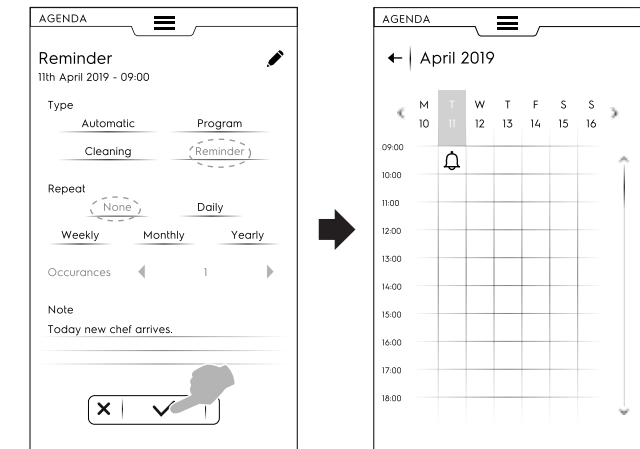 AGENDA
Reminder
11th April 2019 - 09:00
Type
Automatic Program
Cleaning Reminder
Repeat
None Daily
Weekly Monthly Yearly
Occurances 1
Note
Today new chef arrives.
AGENDA
April 2019
M T W T F S S
10 11 12 13 14 15 16
09:00
10:00
11:00
12:00
13:00
14:00
15:00
16:00
17:00
18:00